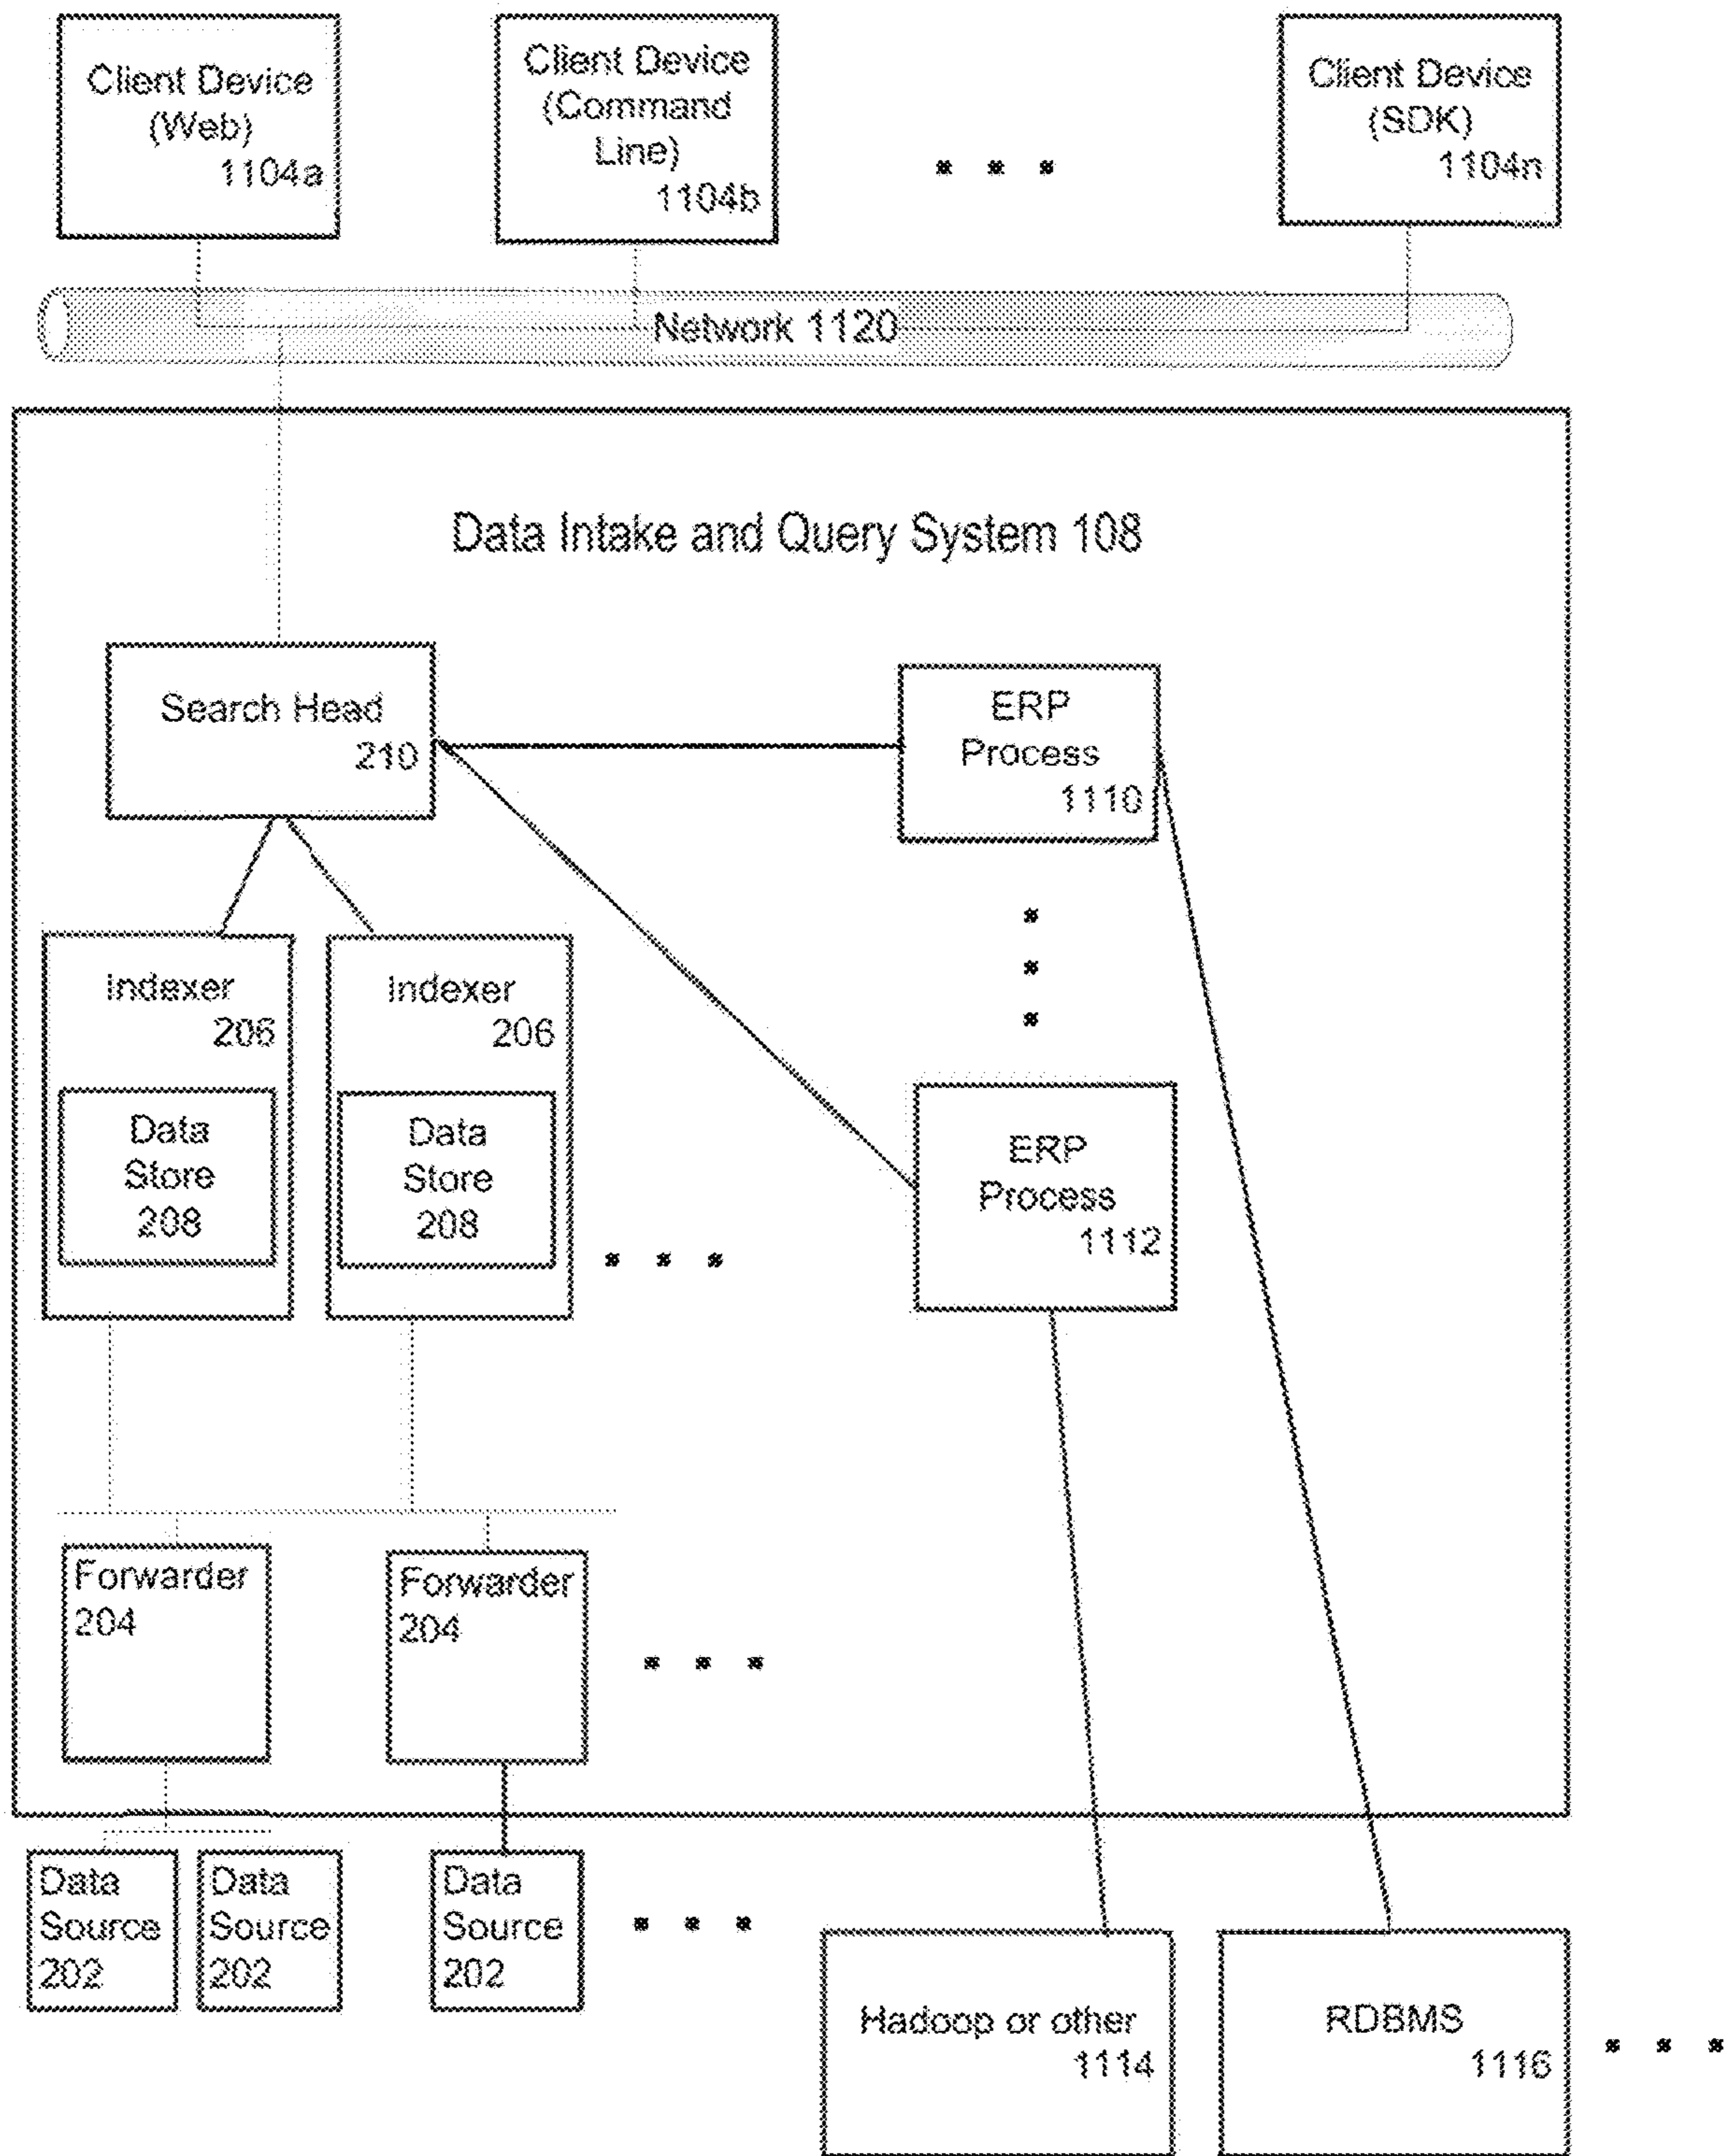 Client Device
(Web)
1104a
Client Device
(Command
Line)
1104b
Client Device
(SDK)
1104n
Network 1120
Data Intake and Query System 108
Search Head
210
ERP
Process
1110
Indexer
206
Data
Store
208
Indexer
206
Data
Store
208
ERP
Process
1112
Forwarder
204
Forwarder
204
Data
Source
202
Data
Source
202
Data
Source
202
Hadoop or other
1114
RDBMS
1116